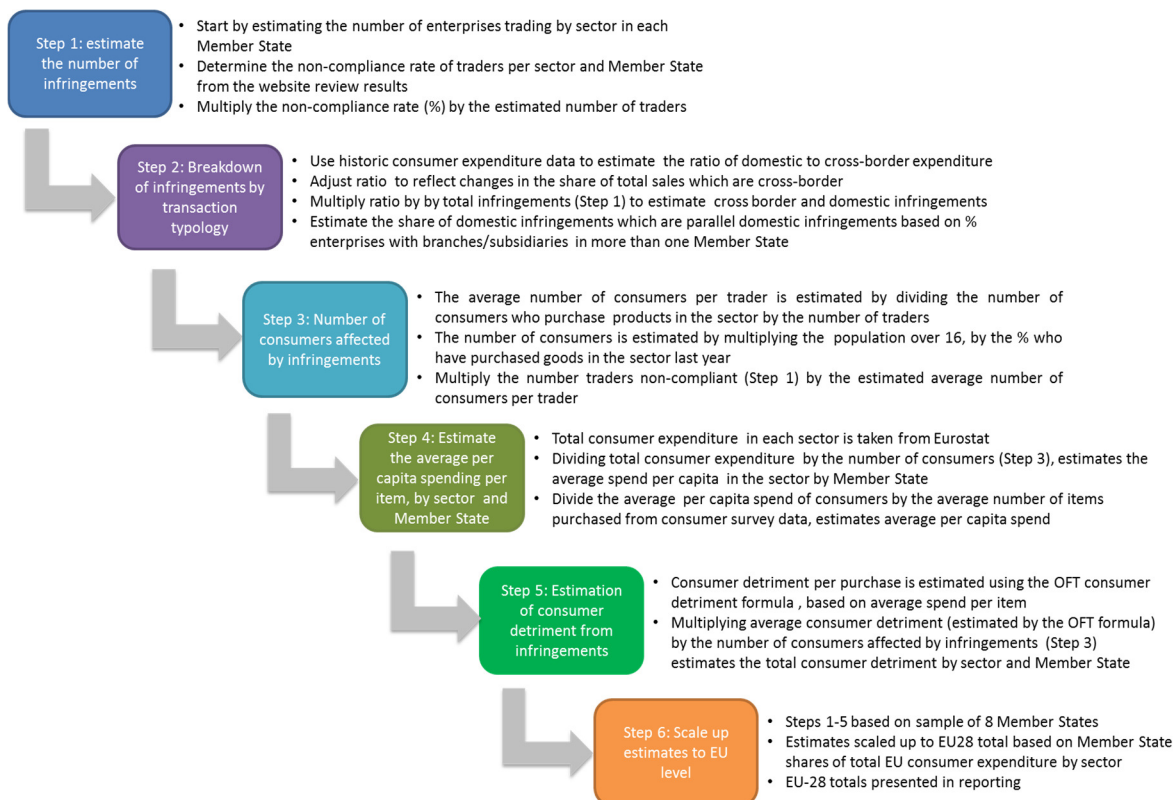 Step 1: estimate
the number of
infringements
• Start by estimating the number of enterprises trading by sector in each
Member State
• Determine the non-compliance rate of traders per sector and Member State
from the website review results
• Multiply the non-compliance rate (%) by the estimated number of traders
Step 2: Breakdown
of infringements by
transaction
typology
• Use historic consumer expenditure data to estimate the ratio of domestic to cross-border expenditure
• Adjust ratio to reflect changes in the share of total sales which are cross-border
• Multiply ratio by by total infringements (Step 1) to estimate cross border and domestic infringements
• Estimate the share of domestic infringements which are parallel domestic infringements based on %
enterprises with branches/subsidiaries in more than one Member State
Step 3: Number of
consumers affected
by infringements
• The average number of consumers per trader is estimated by dividing the number of
consumers who purchase products in the sector by the number of traders
• The number of consumers is estimated by multiplying the population over 16, by the % who
have purchased goods in the sector last year
• Multiply the number traders non-compliant (Step 1) by the estimated average number of
consumers per trader
Step 4: Estimate
the average per
capita spending per
item, by sector and
Member State
• Total consumer expenditure in each sector is taken from Eurostat
• Dividing total consumer expenditure by the number of consumers (Step 3), estimates the
average spend per capita in the sector by Member State
• Divide the average per capita spend of consumers by the average number of items
purchased from consumer survey data, estimates average per capita spend
Step 5: Estimation
of consumer
detriment from
infringements
• Consumer detriment per purchase is estimated using the OFT consumer
detriment formula , based on average spend per item
• Multiplying average consumer detriment (estimated by the OFT formula)
by the number of consumers affected by infringements (Step 3)
estimates the total consumer detriment by sector and Member State
Step 6: Scale up
estimates to EU
level
• Steps 1-5 based on sample of 8 Member States
• Estimates scaled up to EU28 total based on Member State
shares of total EU consumer expenditure by sector
• EU-28 totals presented in reporting